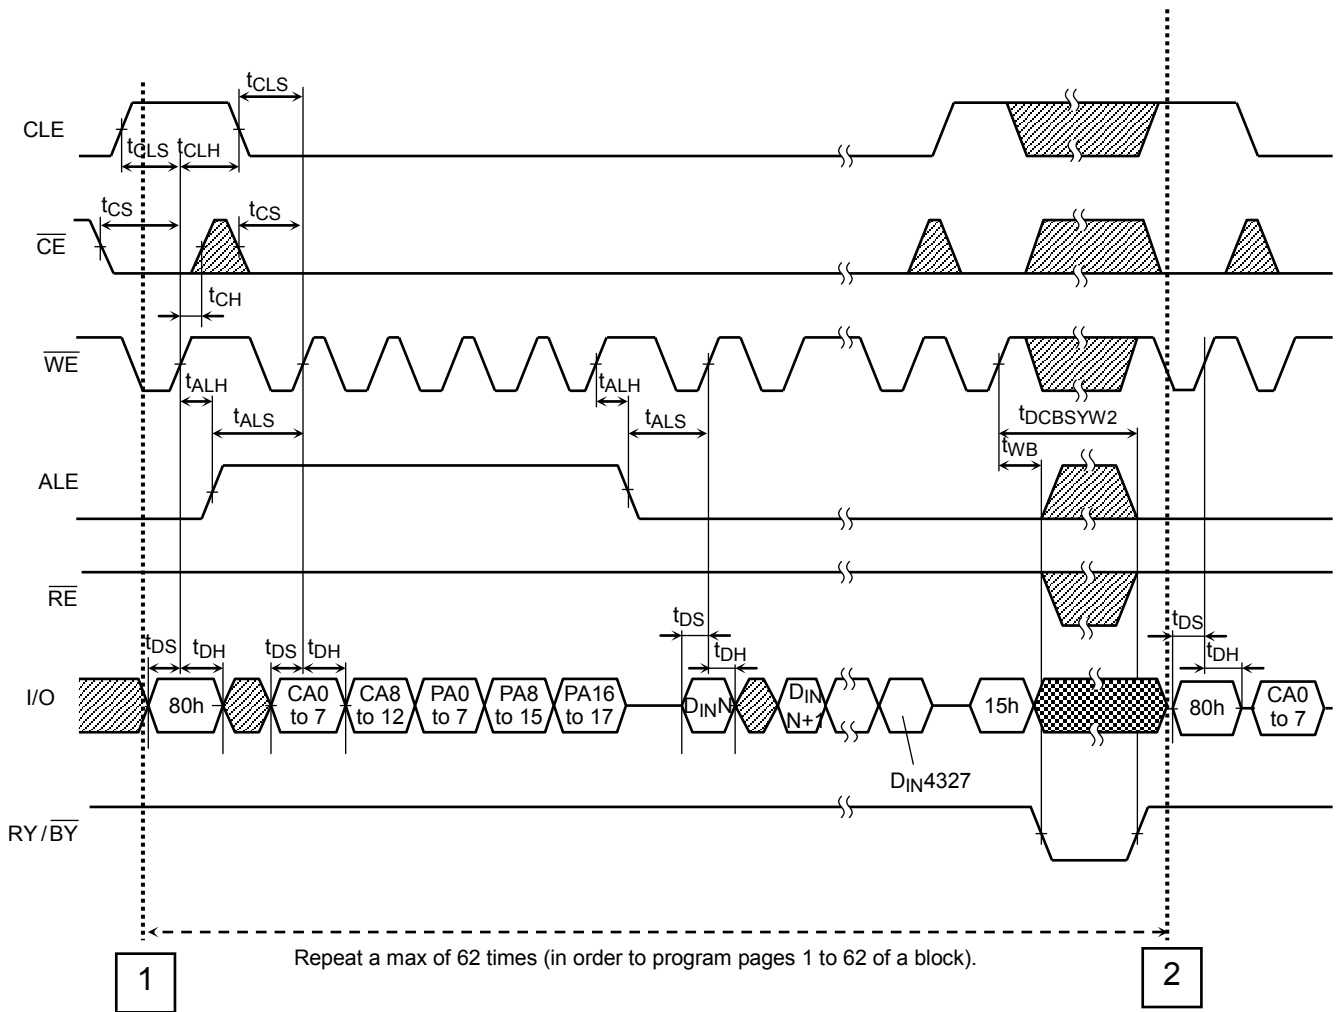 tCLS
CLE
tCLS tCLH
tCS tCS
CE
tCH
WE
tALH tALH
tALS tALS tDCBSYW2
tWB
ALE
RE
tDS tDH tDS tDH tDS tDH tDS tDH
I/O
80h
CA0 to 7
CA8 to 12
PA0 to 7
PA8 to 15
PA16 to 17
DINN
DIN N+1
15h
80h
CA0 to 7
DIN4327
RY/BY
Repeat a max of 62 times (in order to program pages 1 to 62 of a block).
1
2